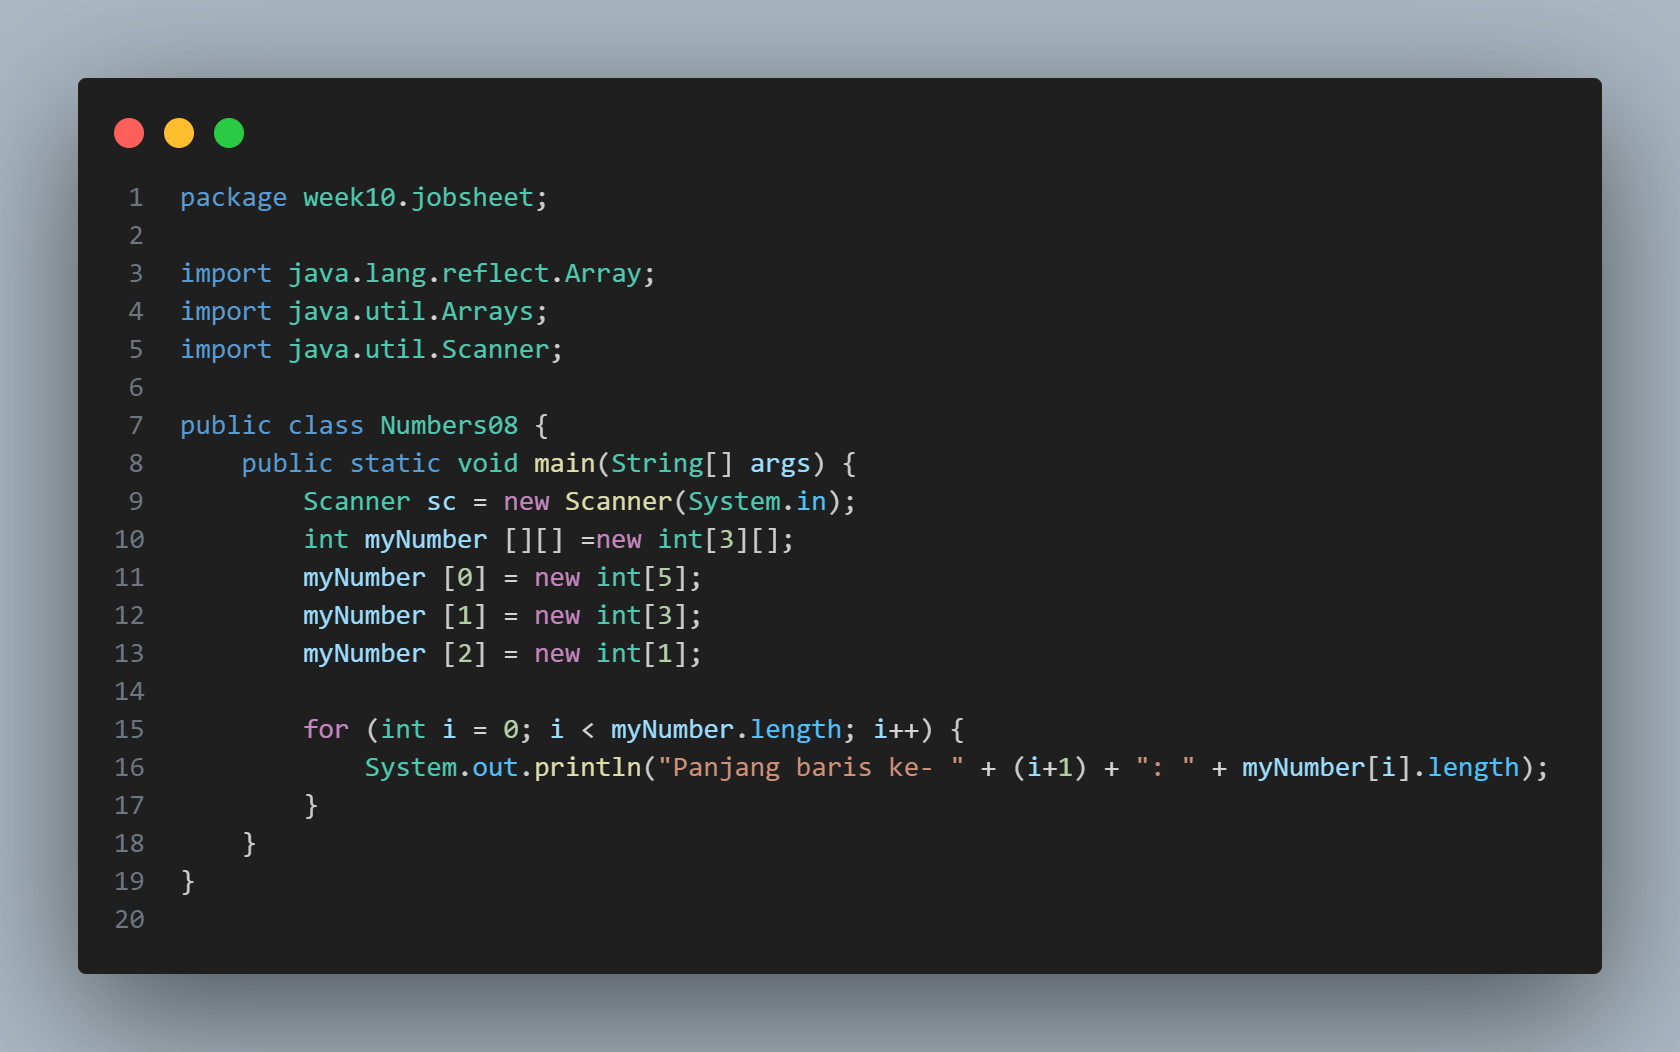 1 package week10.jobsheet;
2
3 import java.lang.reflect.Array;
4 import java.util.Arrays;
5 import java.util.Scanner;
6
7 public class Numbers08 {
8     public static void main(String[] args) {
9         Scanner sc = new Scanner(System.in);
10         int myNumber [][] =new int[3][];
11         myNumber [0] = new int[5];
12         myNumber [1] = new int[3];
13         myNumber [2] = new int[1];
14
15         for (int i = 0; i < myNumber.length; i++) {
16             System.out.println("Panjang baris ke- " + (i+1) + ": " + myNumber[i].length);
17         }
18     }
19 }
20